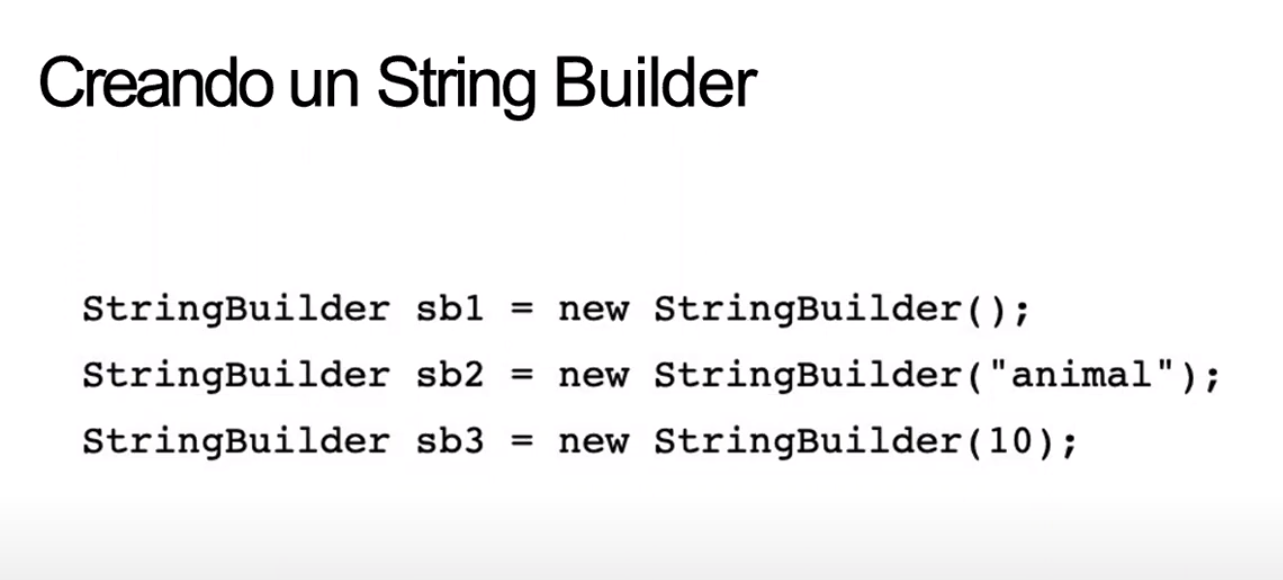 Creando un String Builder
StringBuilder sb1 = new StringBuilder();
StringBuilder sb2 = new StringBuilder("animal");
StringBuilder sb3 = new StringBuilder(10);